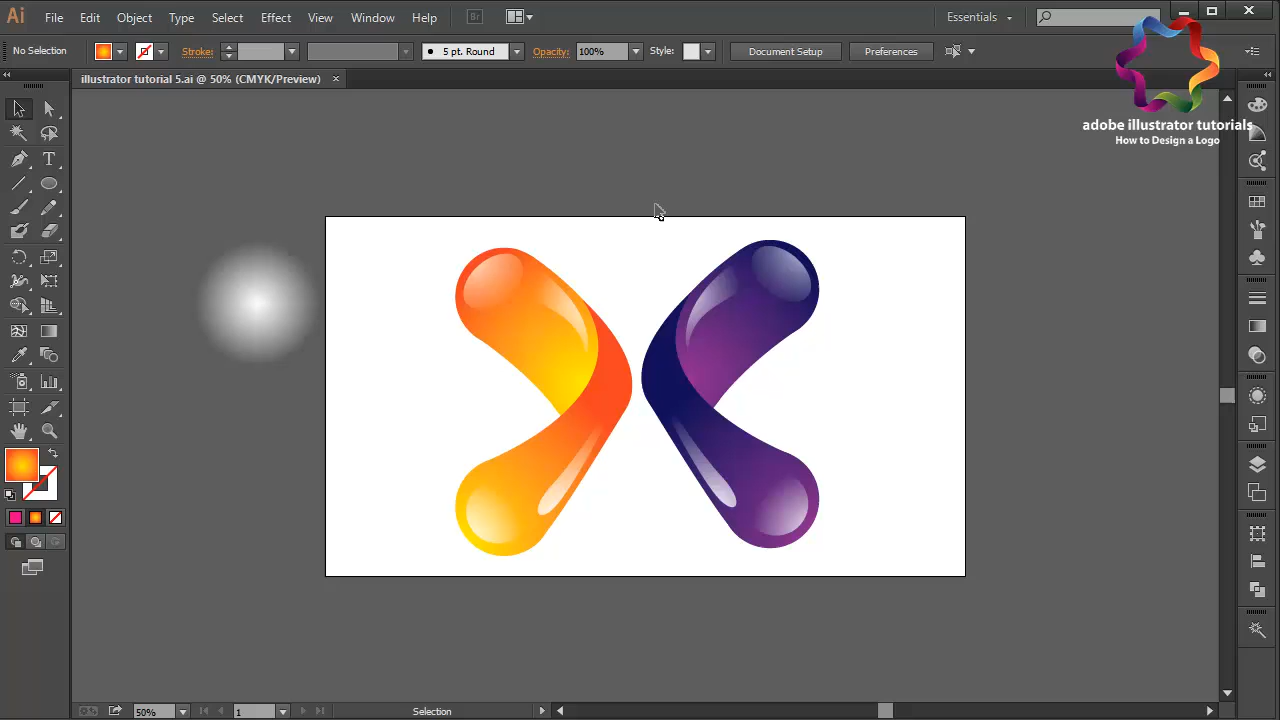 Ai File Edit Object Type Select Effect View Window Help Br Essentials
No Selection Stroke: 5 pt. Round Opacity: 100% Style: Document Setup Preferences
illustrator tutorial 5.ai @ 50% (CMYK/Preview) ×
adobe illustrator tutorials
How to Design a Logo
T
50% 1 Selection